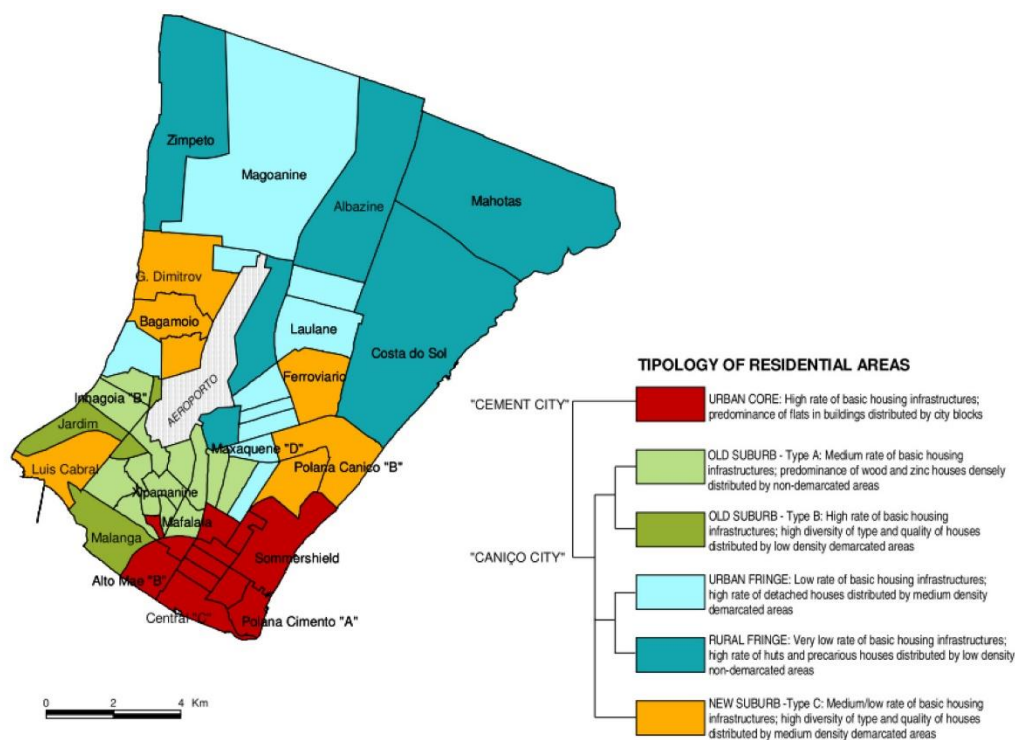 Zimpeto
Magoanine
Albazine
Mahotas
G. Dimitrov
Bagamoio
Laulane
Costa do Sol
Ferroviario
AEROPORTO
Inhagoia "B"
Jardim
Maxaquene "D"
Luis Cabral
Polana Canico "B"
Xipamanine
Mafalala
Malanga
Sommershield
Alto Mae "B"
Central "C"
Polana Cimento "A"
0 2 4 Km
TIPOLOGY OF RESIDENTIAL AREAS
"CEMENT CITY"
URBAN CORE: High rate of basic housing infrastructures;
predominance of flats in buildings distributed by city blocks
OLD SUBURB - Type A: Medium rate of basic housing
infrastructures; predominance of wood and zinc houses densely
distributed by non-demarcated areas
OLD SUBURB - Type B: High rate of basic housing
infrastructures; high diversity of type and quality of houses
distributed by low density demarcated areas
"CANIÇO CITY"
URBAN FRINGE: Low rate of basic housing infrastructures;
high rate of detached houses distributed by medium density
demarcated areas
RURAL FRINGE: Very low rate of basic housing infrastructures;
high rate of huts and precarious houses distributed by low density
non-demarcated areas
NEW SUBURB -Type C: Medium/low rate of basic housing
infrastructures; high diversity of type and quality of houses
distributed by medium density demarcated areas